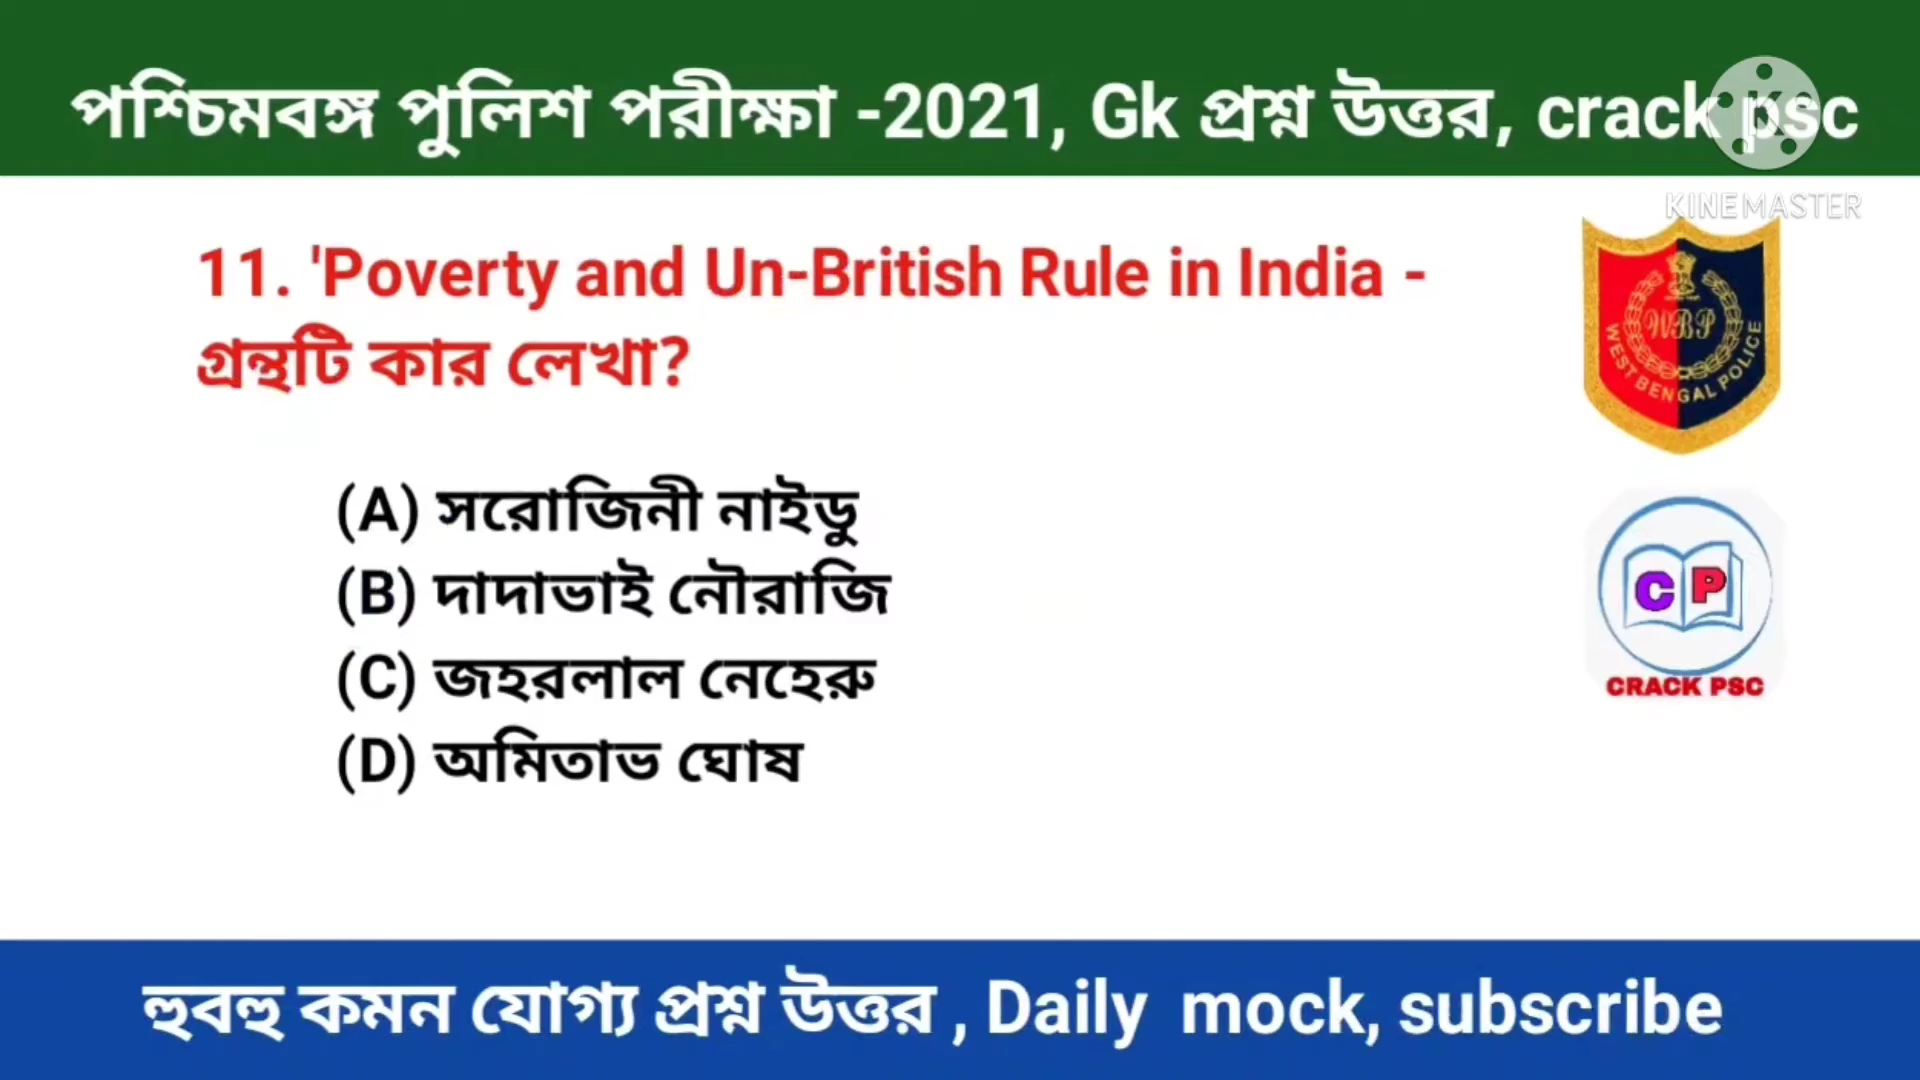 পশ্চিমবঙ্গ পুলিশ পরীক্ষা -2021, Gk প্রশ্ন উত্তর, crack psc
KINEMASTER
11. 'Poverty and Un-British Rule in India -
গ্রন্থটি কার লেখা?
WBP
WEST BENGAL POLICE
(A) সরোজিনী নাইডু
(B) দাদাভাই নৌরাজি
(C) জহরলাল নেহেরু
(D) অমিতাভ ঘোষ
C P
CRACK PSC
হুবহু কমন যোগ্য প্রশ্ন উত্তর , Daily mock, subscribe